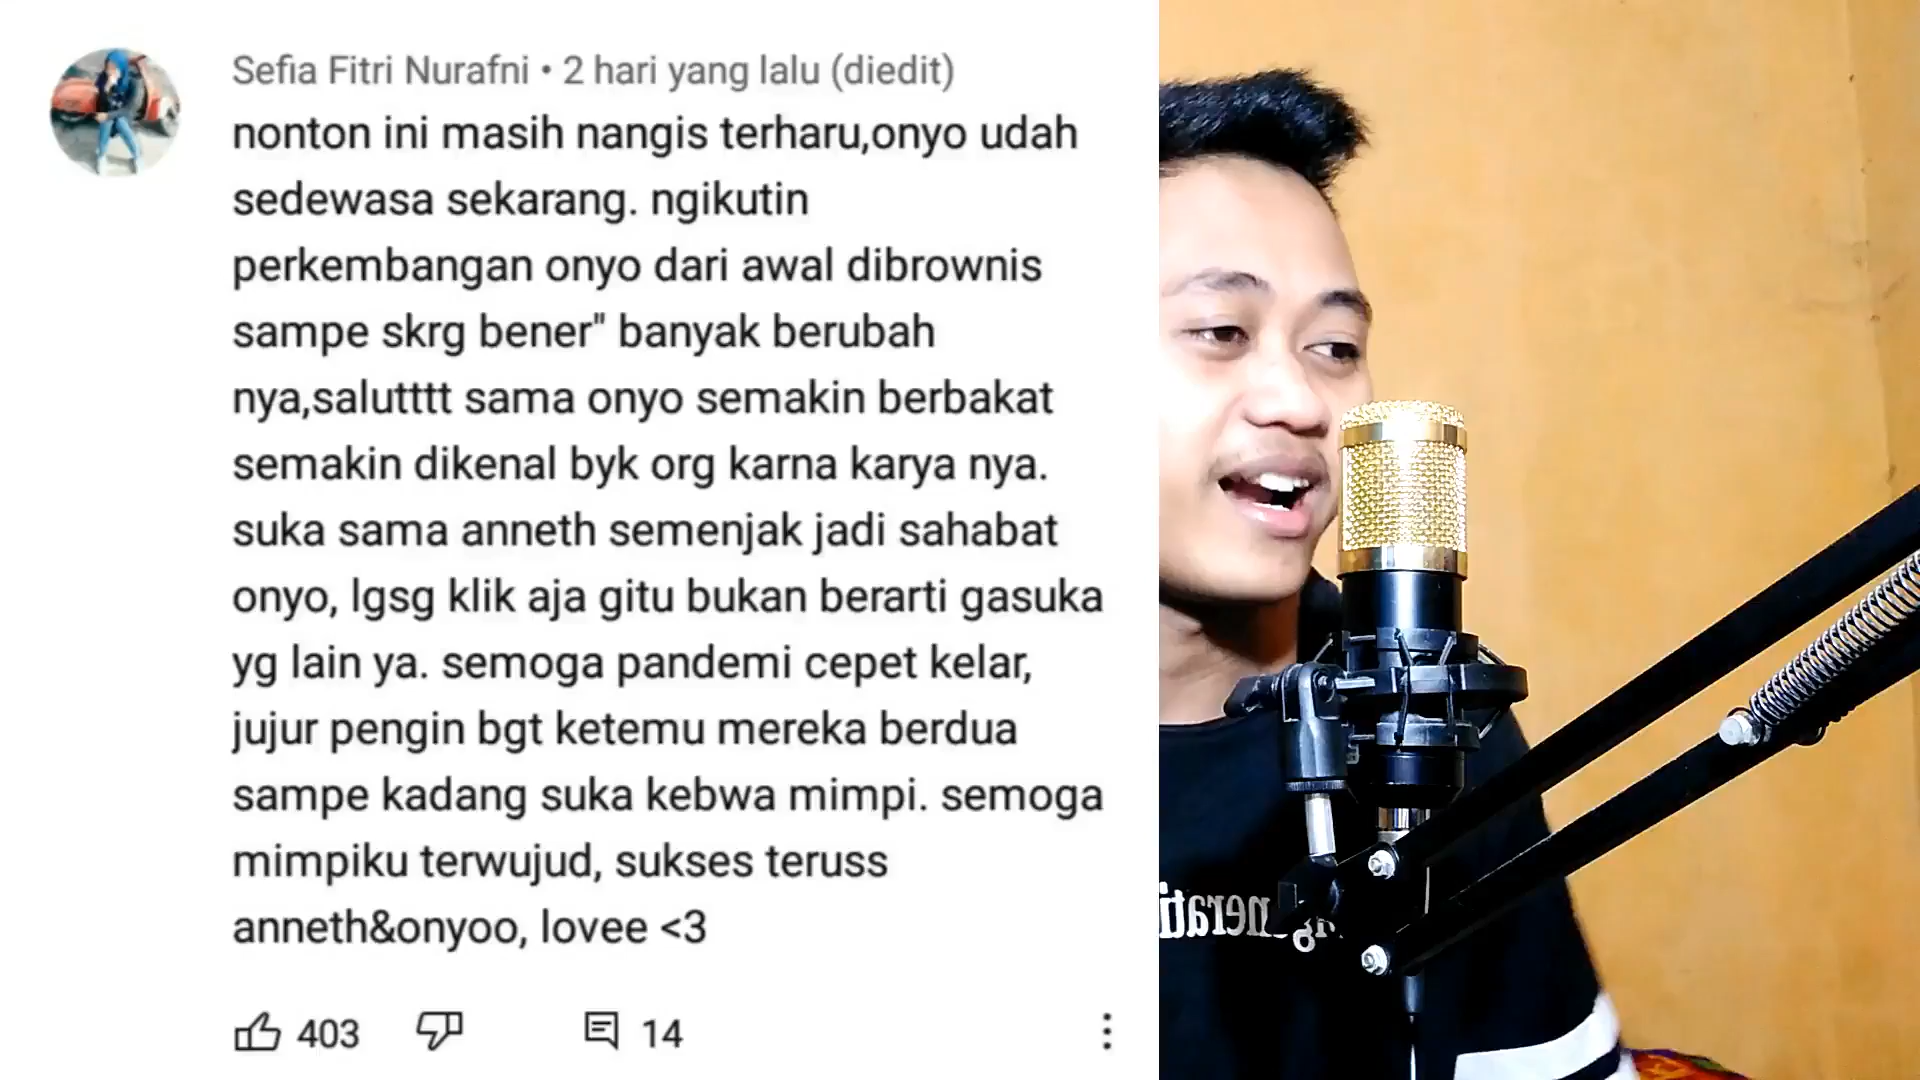 Sefia Fitri Nurafni • 2 hari yang lalu (diedit)
nonton ini masih nangis terharu,onyo udah
sedewasa sekarang. ngikutin
perkembangan onyo dari awal dibrownis
sampe skrg bener" banyak berubah
nya,saluttttt sama onyo semakin berbakat
semakin dikenal byk org karna karya nya.
suka sama anneth semenjak jadi sahabat
onyo, lgsg klik aja gitu bukan berarti gasuka
yg lain ya. semoga pandemi cepet kelar,
jujur pengin bgt ketemu mereka berdua
sampe kadang suka kebwa mimpi. semoga
mimpiku terwujud, sukses teruss
anneth&onyoo, lovee <3
403 14